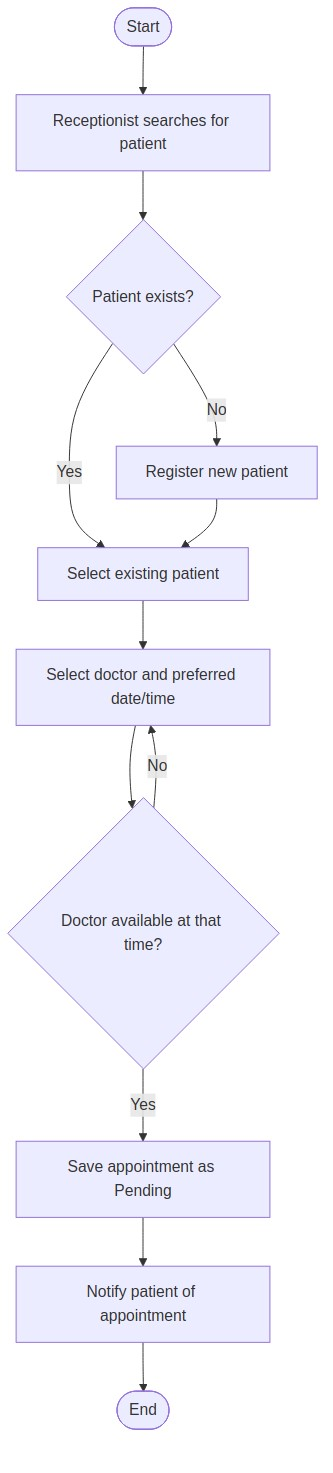 Start
Receptionist searches for
patient
Patient exists?
No
Yes
Register new patient
Select existing patient
Select doctor and preferred
date/time
No
Doctor available at that
time?
Yes
Save appointment as
Pending
Notify patient of
appointment
End